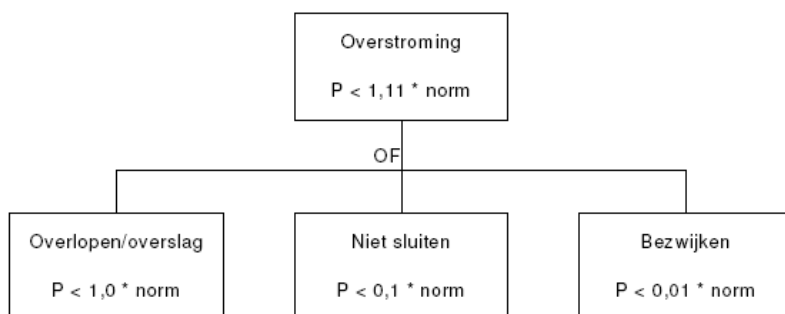 Overstroming
P < 1,11 * norm
OF
Overlopen/overslag
P < 1,0 * norm
Niet sluiten
P < 0,1 * norm
Bezwijken
P < 0,01 * norm